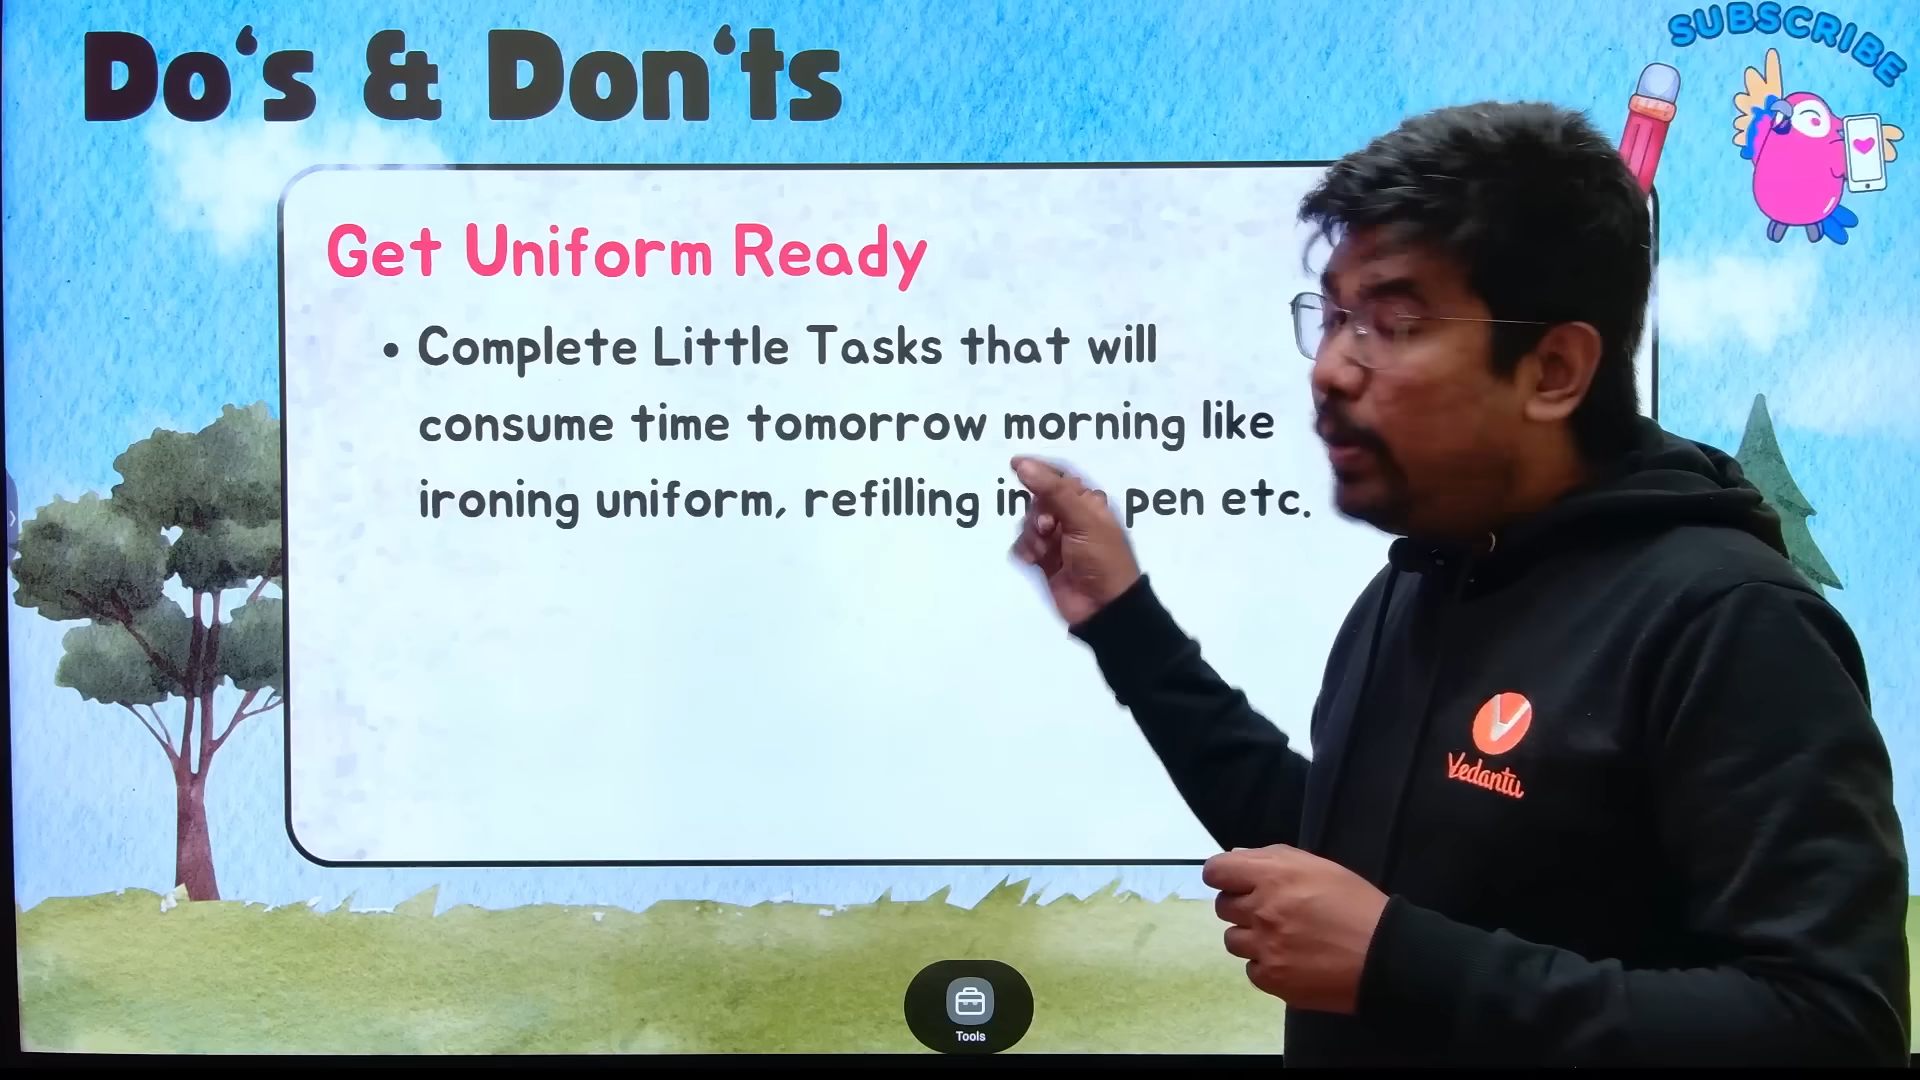 SUBSCRIBE
Do's & Don'ts
Get Uniform Ready
• Complete Little Tasks that will
consume time tomorrow morning like
ironing uniform, refilling in pen etc.
Vedantu
Tools